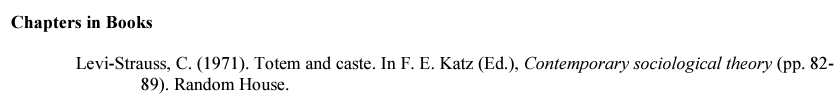 Chapters in Books
Levi-Strauss, C. (1971). Totem and caste. In F. E. Katz (Ed.), Contemporary sociological theory (pp. 82-
89). Random House.